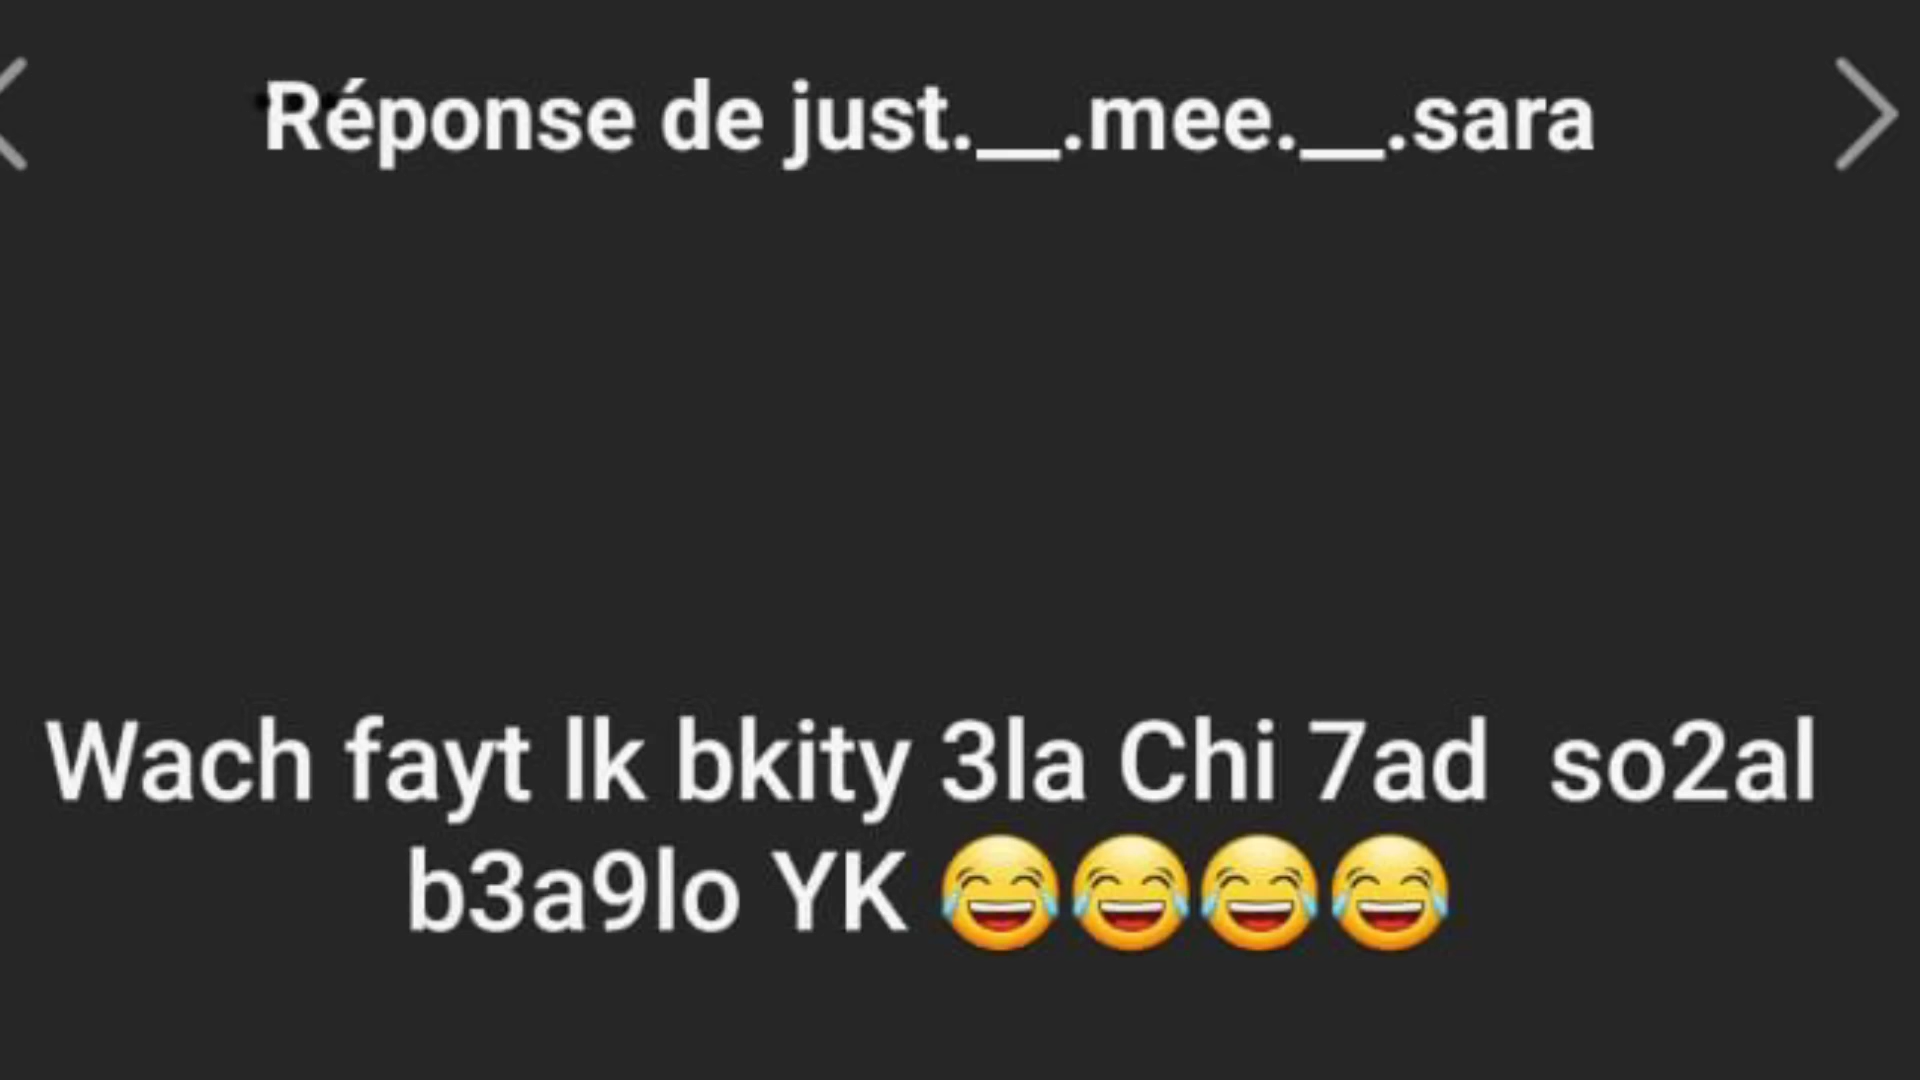 Réponse de just.__.mee.__.sara
Wach fayt lk bkity 3la Chi 7ad  so2al
b3a9lo YK 😂😂😂😂